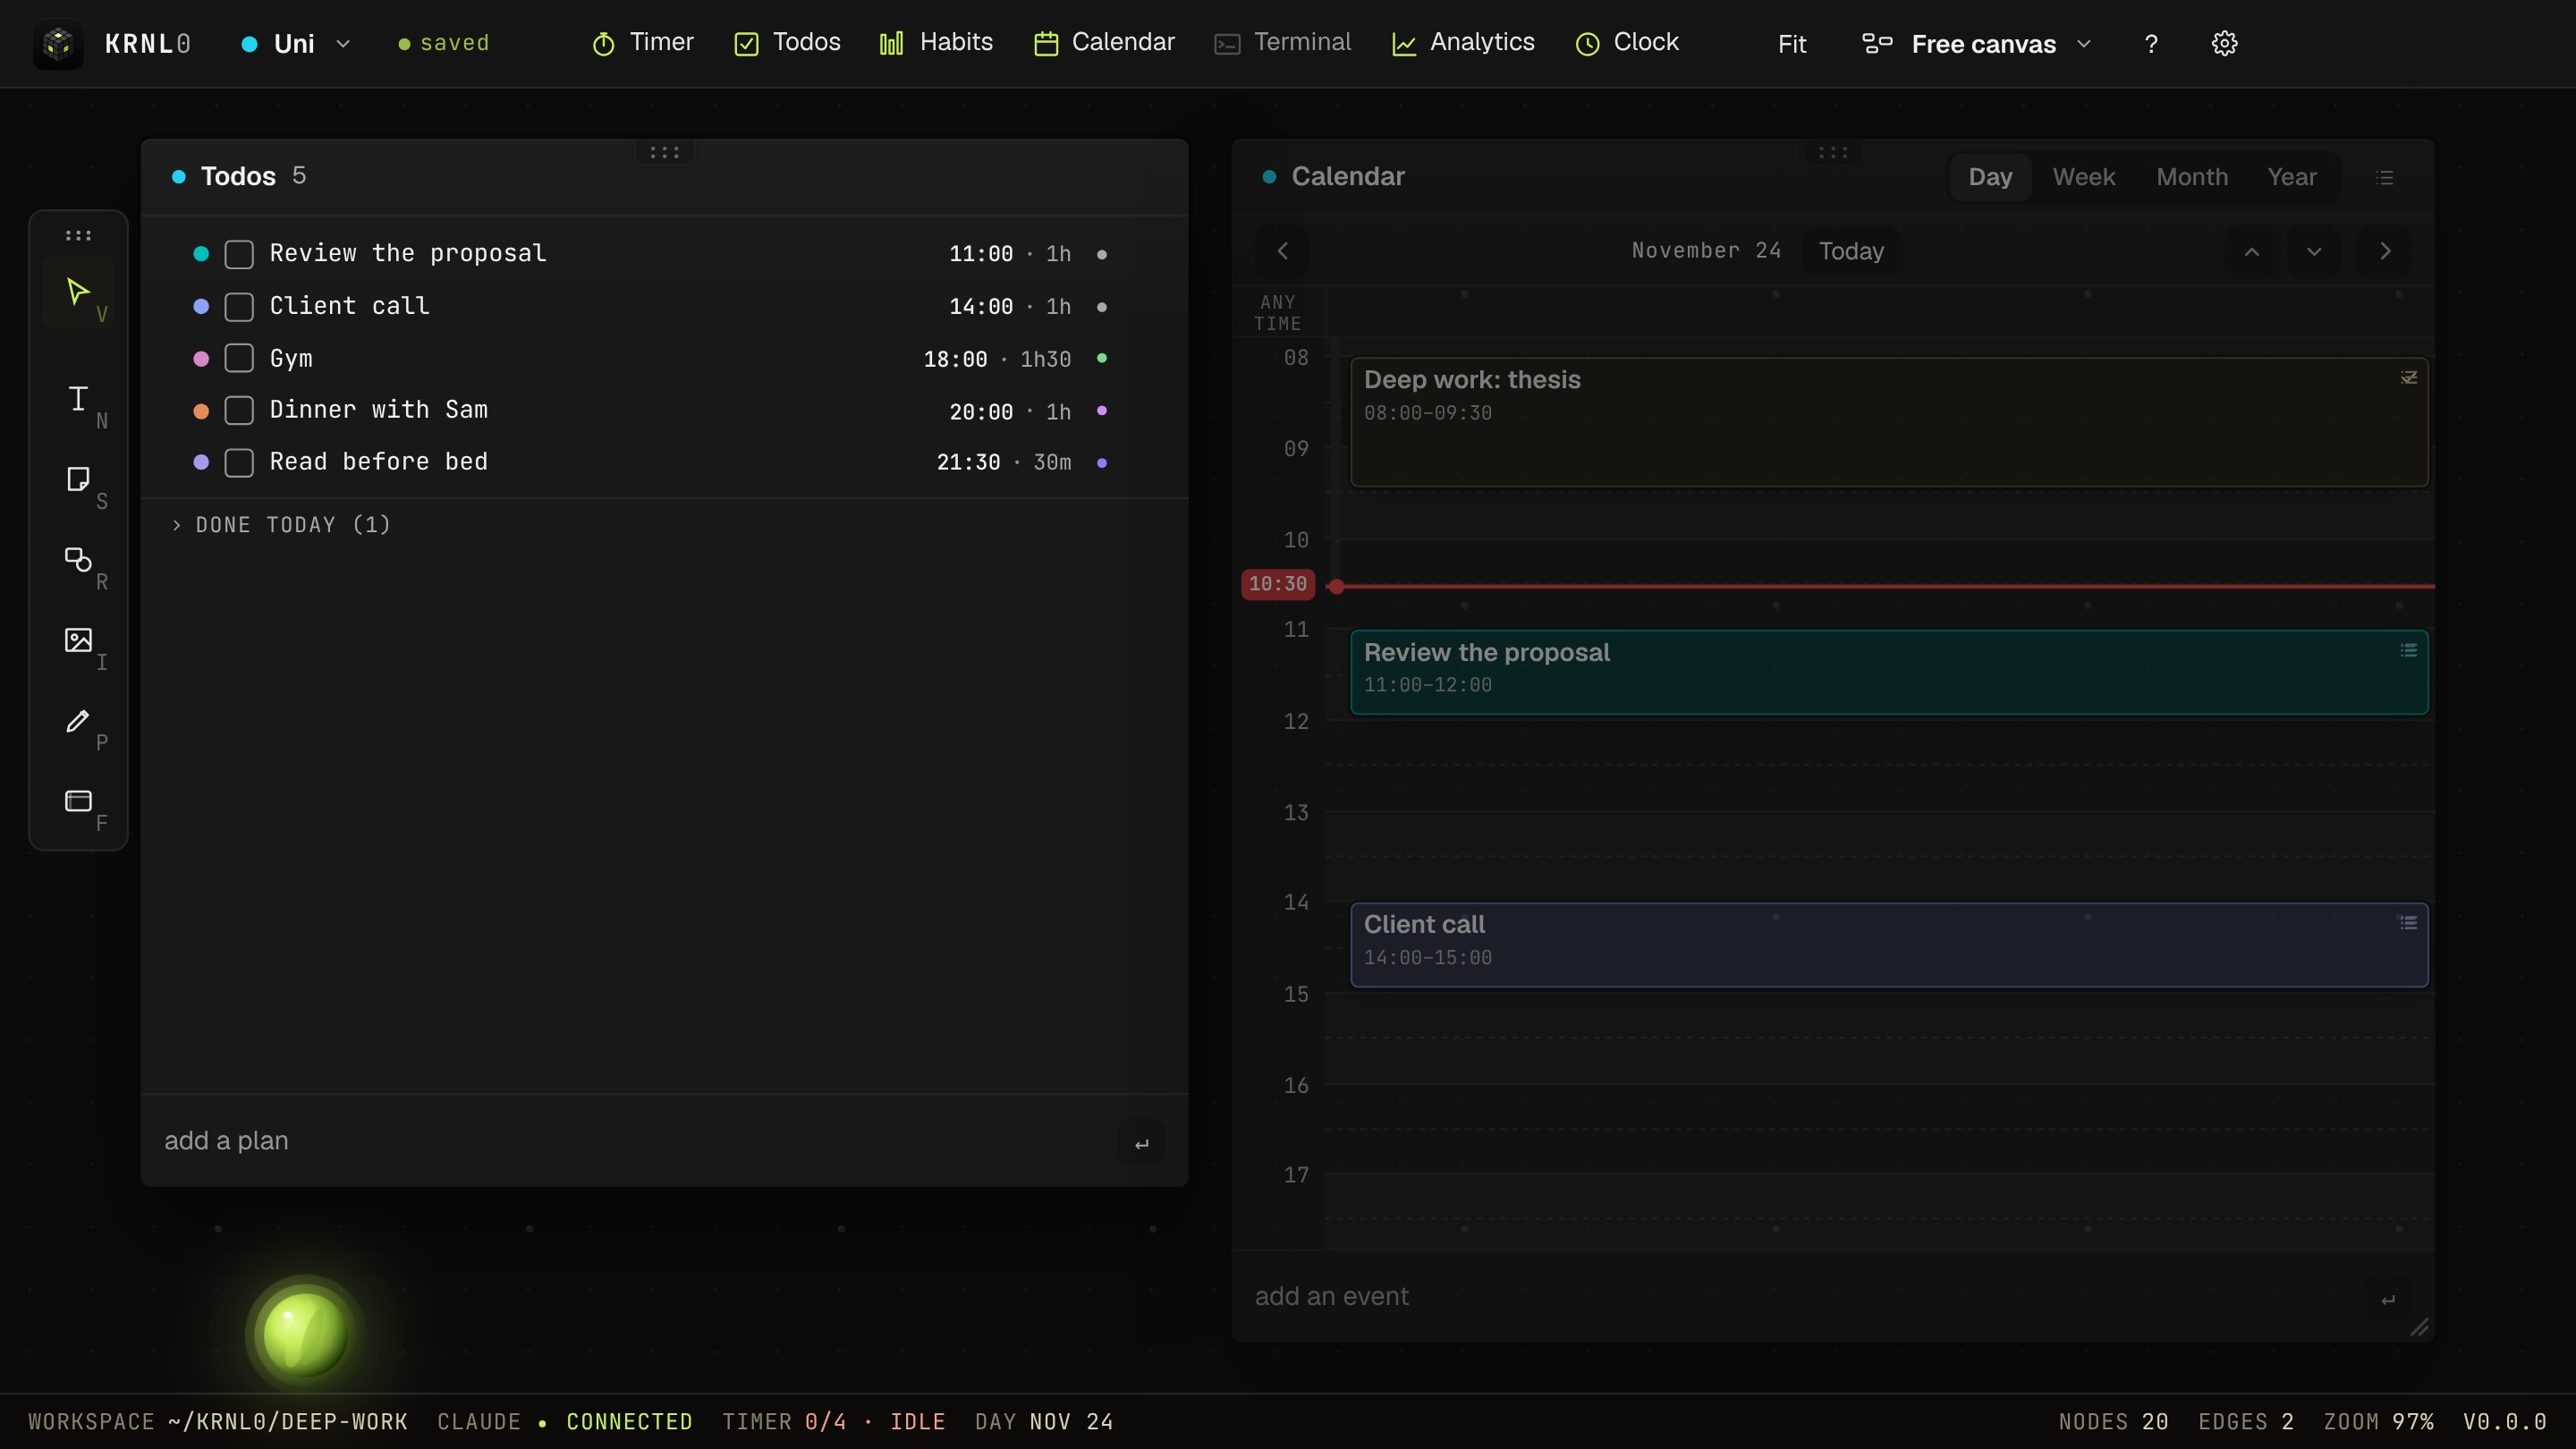 KRNL0 Uni saved Timer Todos Habits Calendar Terminal Analytics Clock Fit Free canvas ?
Todos 5
Review the proposal 11:00 · 1h
Client call 14:00 · 1h
Gym 18:00 · 1h30
Dinner with Sam 20:00 · 1h
Read before bed 21:30 · 30m
› DONE TODAY (1)
add a plan ↵
V
N
S
R
I
P
F
Calendar Day Week Month Year
November 24 Today
ANY
TIME
08
Deep work: thesis
08:00–09:30
09
10
10:30
11
Review the proposal
11:00–12:00
12
13
14
Client call
14:00–15:00
15
16
17
add an event ↵
WORKSPACE ~/KRNL0/DEEP-WORK CLAUDE • CONNECTED TIMER 0/4 · IDLE DAY NOV 24 NODES 20 EDGES 2 ZOOM 97% V0.0.0